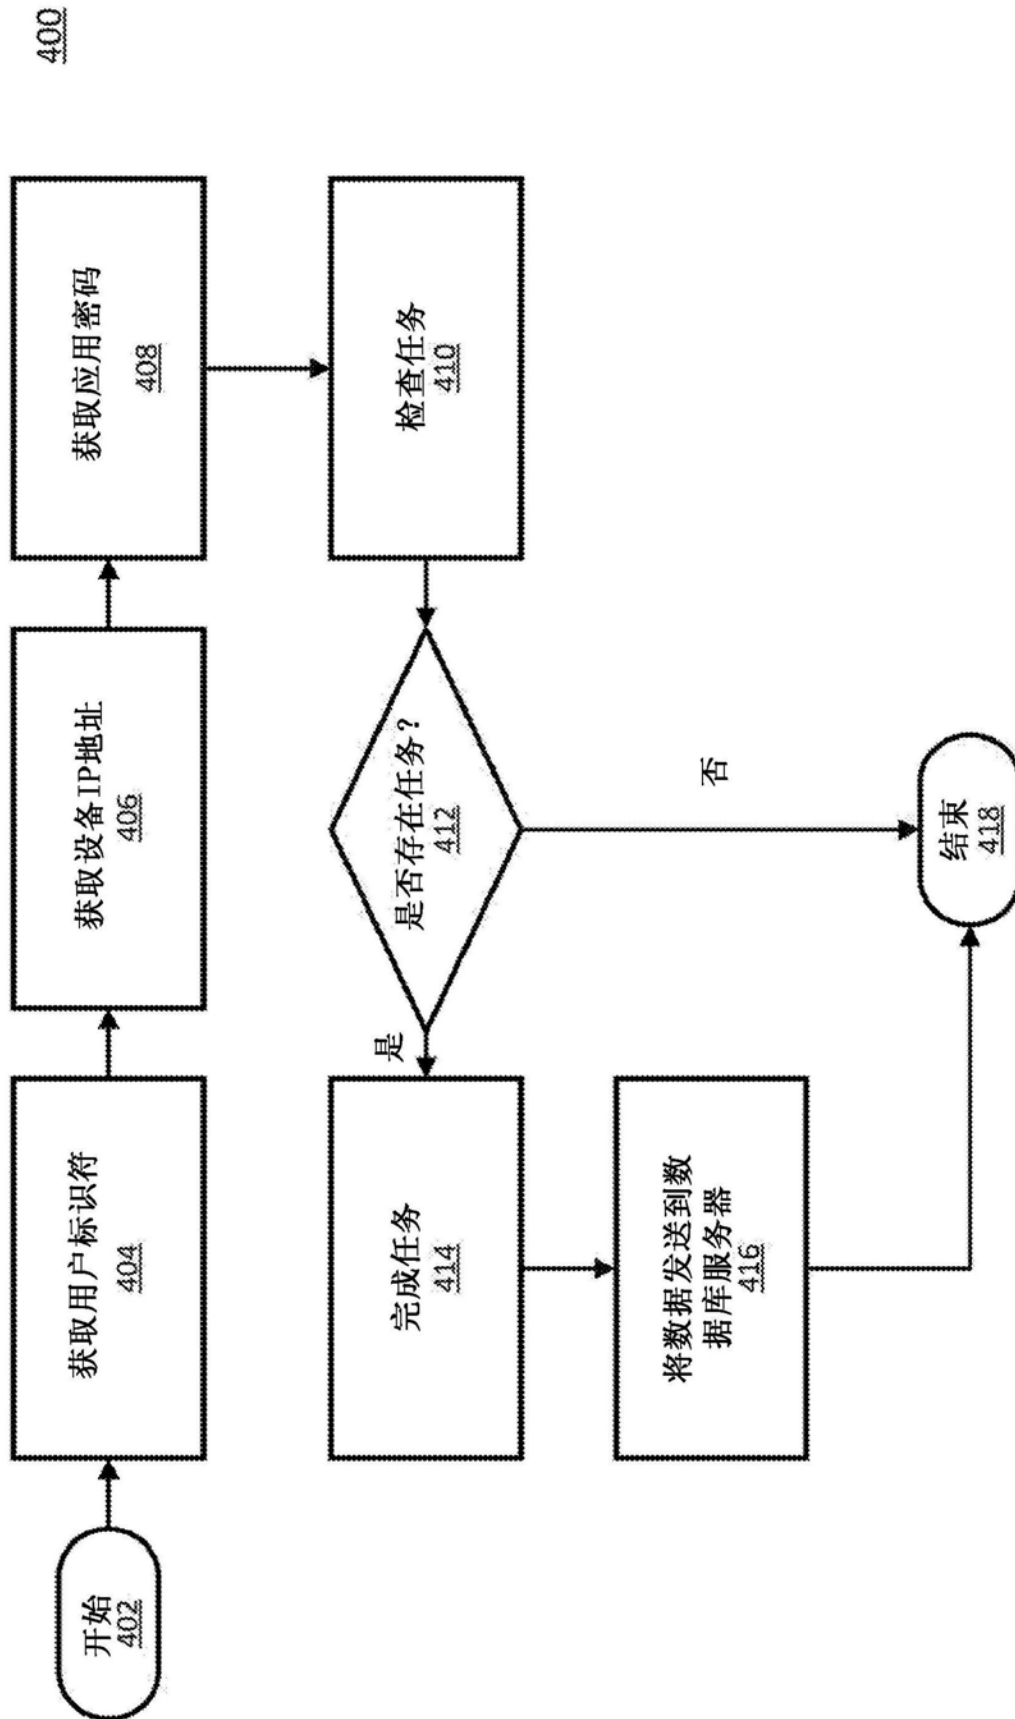 400
开始
402
获取用户标识符
404
获取设备IP地址
406
获取应用密码
408
检查任务
410
是否存在任务?
412
是
否
完成任务
414
将数据发送到数
据库服务器
416
结束
418